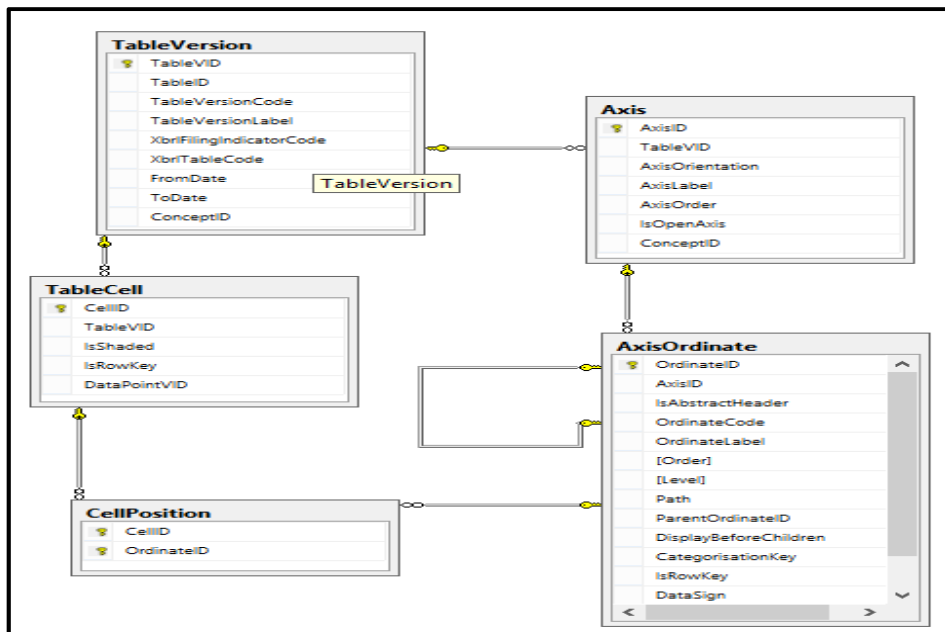 TableVersion
TableVID
TableID
TableVersionCode
TableVersionLabel
XbrlFilingIndicatorCode
XbrlTableCode
FromDate
ToDate
ConceptID
TableVersion
Axis
AxisID
TableVID
AxisOrientation
AxisLabel
AxisOrder
IsOpenAxis
ConceptID
TableCell
CellID
TableVID
IsShaded
IsRowKey
DataPointVID
AxisOrdinate
OrdinateID
AxisID
IsAbstractHeader
OrdinateCode
OrdinateLabel
[Order]
[Level]
Path
ParentOrdinateID
DisplayBeforeChildren
CategorisationKey
IsRowKey
DataSign
CellPosition
CellID
OrdinateID